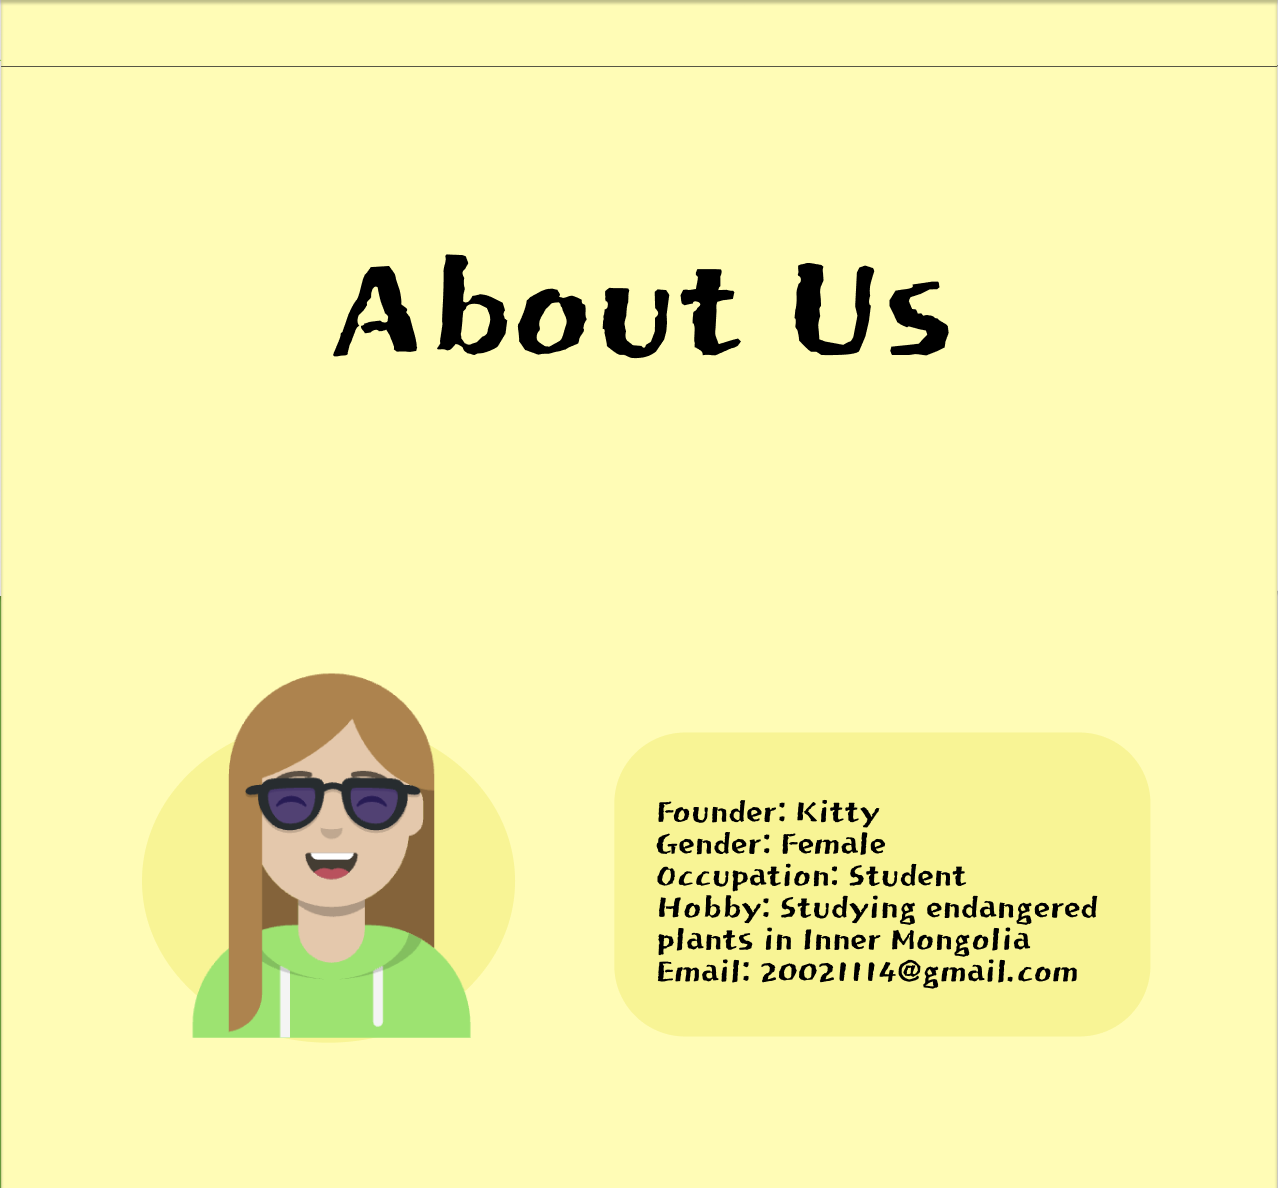 About Us
Founder: Kitty
Gender: Female
Occupation: Student
Hobby: Studying endangered
plants in Inner Mongolia
Email: 20021114@gmail.com